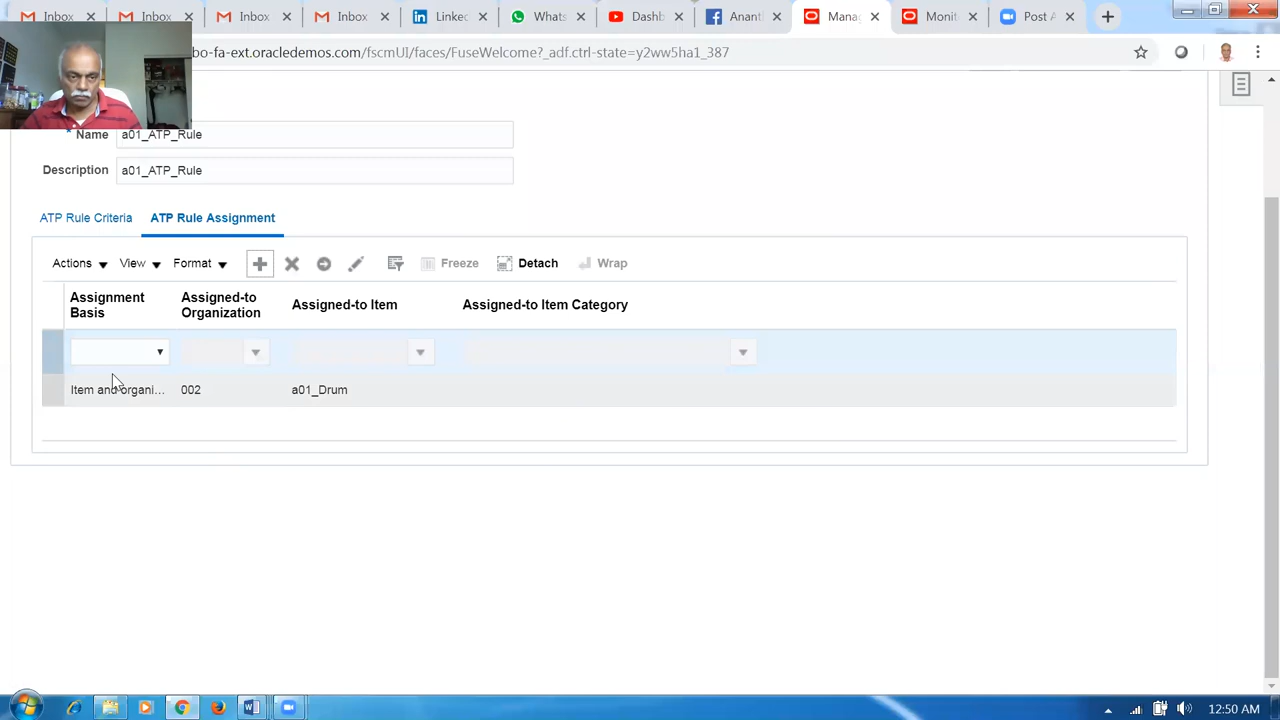 Inbox
Inbox
Inbox
Inbox
Linke
What
Dashb
Anant
Mana
Moni
Post A
bo-fa-ext.oracledemos.com/fscmUI/faces/FuseWelcome?_adf.ctrl-state=y2ww5ha1_387
* Name a01_ATP_Rule
Description a01_ATP_Rule
ATP Rule Criteria ATP Rule Assignment
Actions View Format Freeze Detach Wrap
Assignment Basis Assigned-to Organization Assigned-to Item Assigned-to Item Category
Item and organi... 002 a01_Drum
12:50 AM